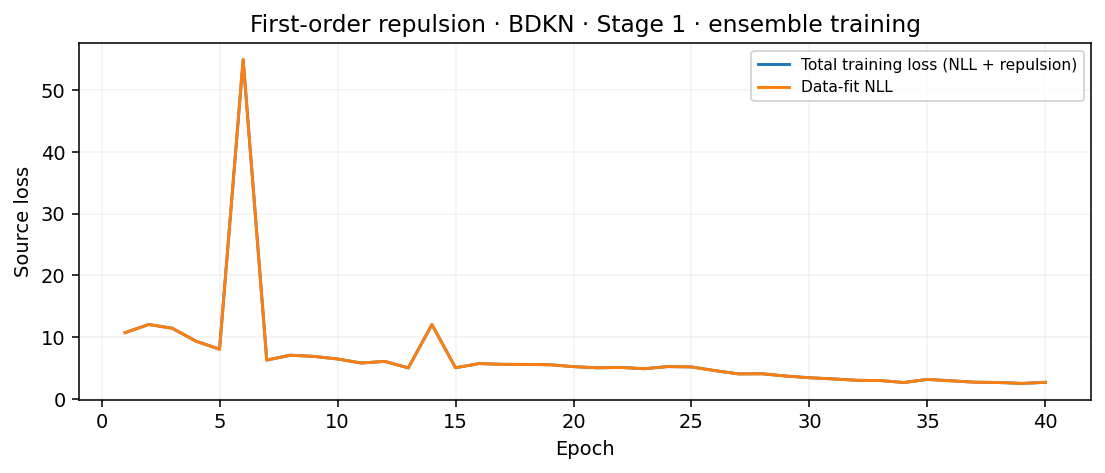 First-order repulsion · BDKN · Stage 1 · ensemble training
Total training loss (NLL + repulsion)
Data-fit NLL
Source loss
50
40
30
20
10
0
0 5 10 15 20 25 30 35 40
Epoch